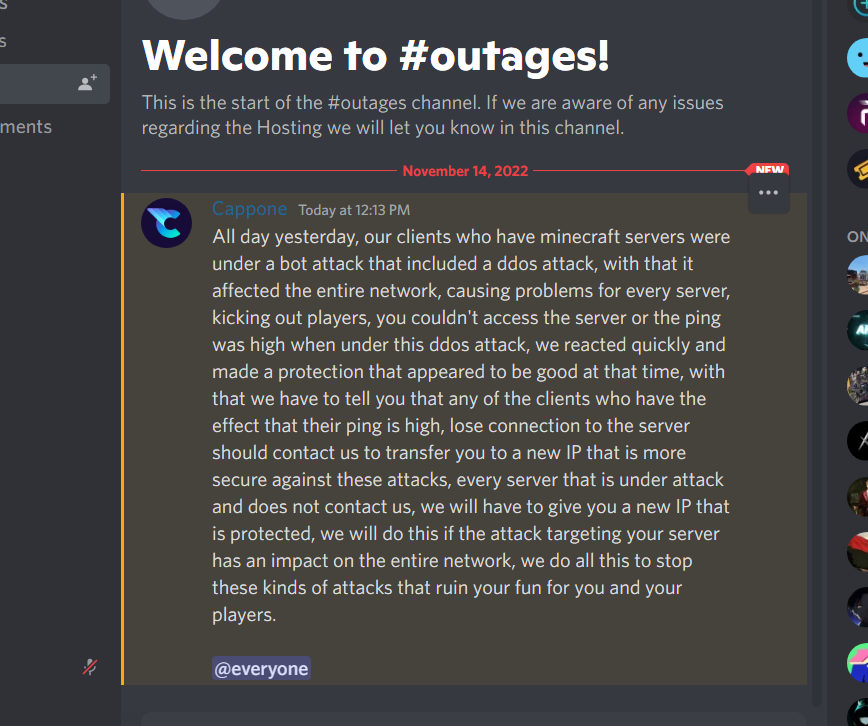 s
s
ments
Welcome to #outages!
This is the start of the #outages channel. If we are aware of any issues
regarding the Hosting we will let you know in this channel.
November 14, 2022
NEW
Cappone Today at 12:13 PM
All day yesterday, our clients who have minecraft servers were
under a bot attack that included a ddos attack, with that it
affected the entire network, causing problems for every server,
kicking out players, you couldn't access the server or the ping
was high when under this ddos attack, we reacted quickly and
made a protection that appeared to be good at that time, with
that we have to tell you that any of the clients who have the
effect that their ping is high, lose connection to the server
should contact us to transfer you to a new IP that is more
secure against these attacks, every server that is under attack
and does not contact us, we will have to give you a new IP that
is protected, we will do this if the attack targeting your server
has an impact on the entire network, we do all this to stop
these kinds of attacks that ruin your fun for you and your
players.
@everyone
ON